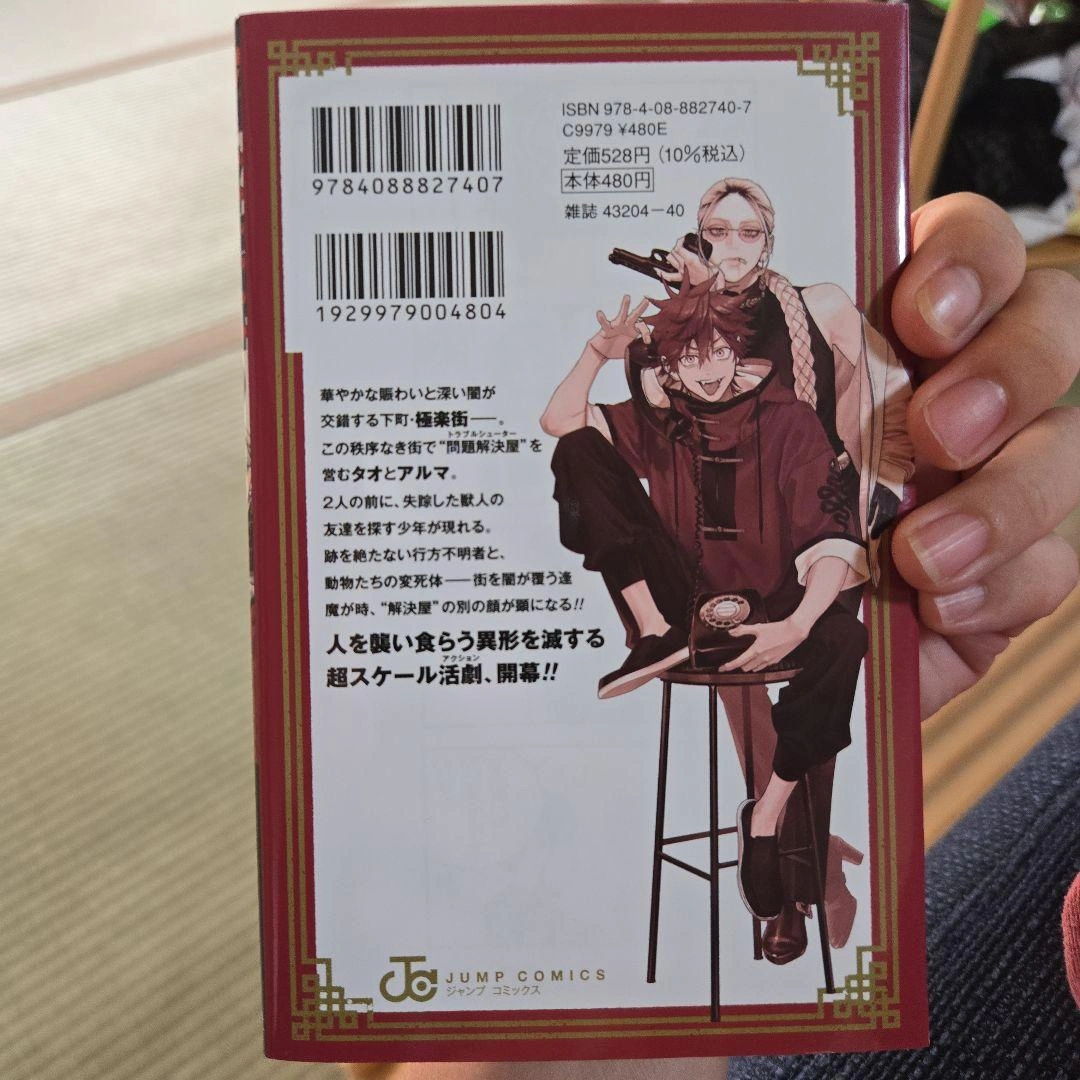 9784088827407
ISBN 978-4-08-882740-7
C9979 ¥480E
定価528円(10%税込)
本体480円
雑誌 43204-40
1929979004804
華やかな賑わいと深い闇が
交錯する下町・極楽街──。
トラブルシューター
この秩序なき街で“問題解決屋”を
営むタオとアルマ。
2人の前に、失踪した獣人の
友達を探す少年が現れる。
跡を絶たない行方不明者と、
動物たちの変死体──街を闇が覆う逢
魔が時、“解決屋”の別の顔が顕になる!!
人を襲い食らう異形を滅する
アクション
超スケール活劇、開幕!!
JC
JUMP COMICS
ジャンプ コミックス